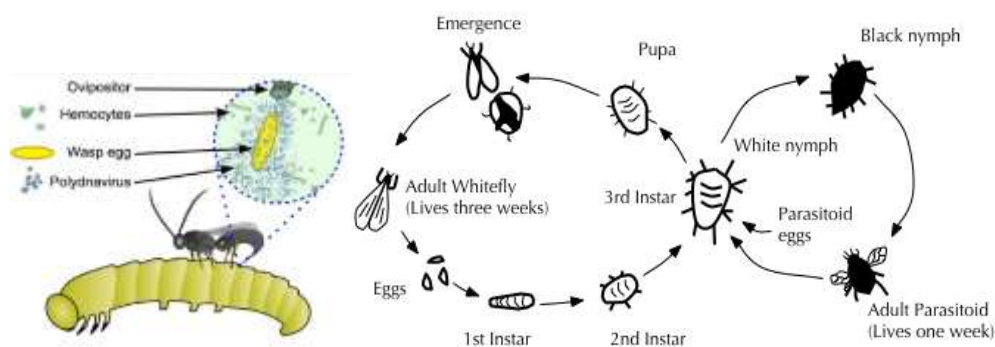 Ovipositor
Hemocytes
Wasp egg
Polydnavirus
Emergence
Pupa
Black nymph
White nymph
3rd Instar
Parasitoid
eggs
Adult Whitefly
(Lives three weeks)
Eggs
1st Instar
2nd Instar
Adult Parasitoid
(Lives one week)